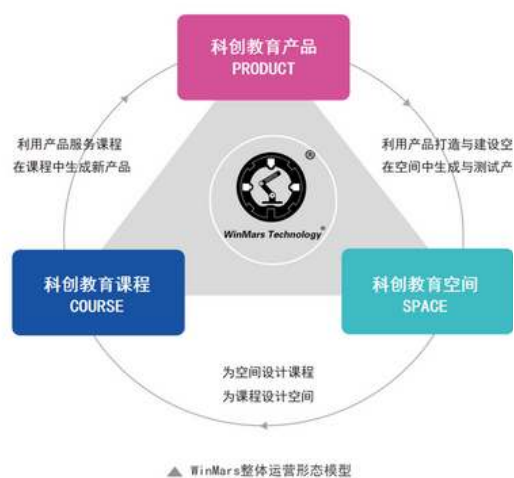 科创教育产品
PRODUCT
利用产品服务课程
在课程中生成新产品
利用产品打造与建设空
在空间中生成与测试产
®
WinMars Technology®
科创教育课程
COURSE
科创教育空间
SPACE
为空间设计课程
为课程设计空间
▲ WinMars整体运营形态模型